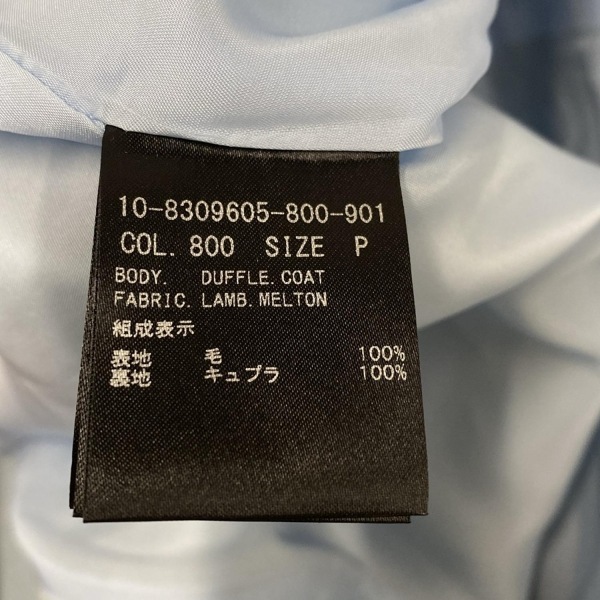 10-8309605-800-901
COL. 800 SIZE P
BODY. DUFFLE. COAT
FABRIC. LAMB. MELTON
組成表示
表地 毛 100%
裏地 キュプラ 100%